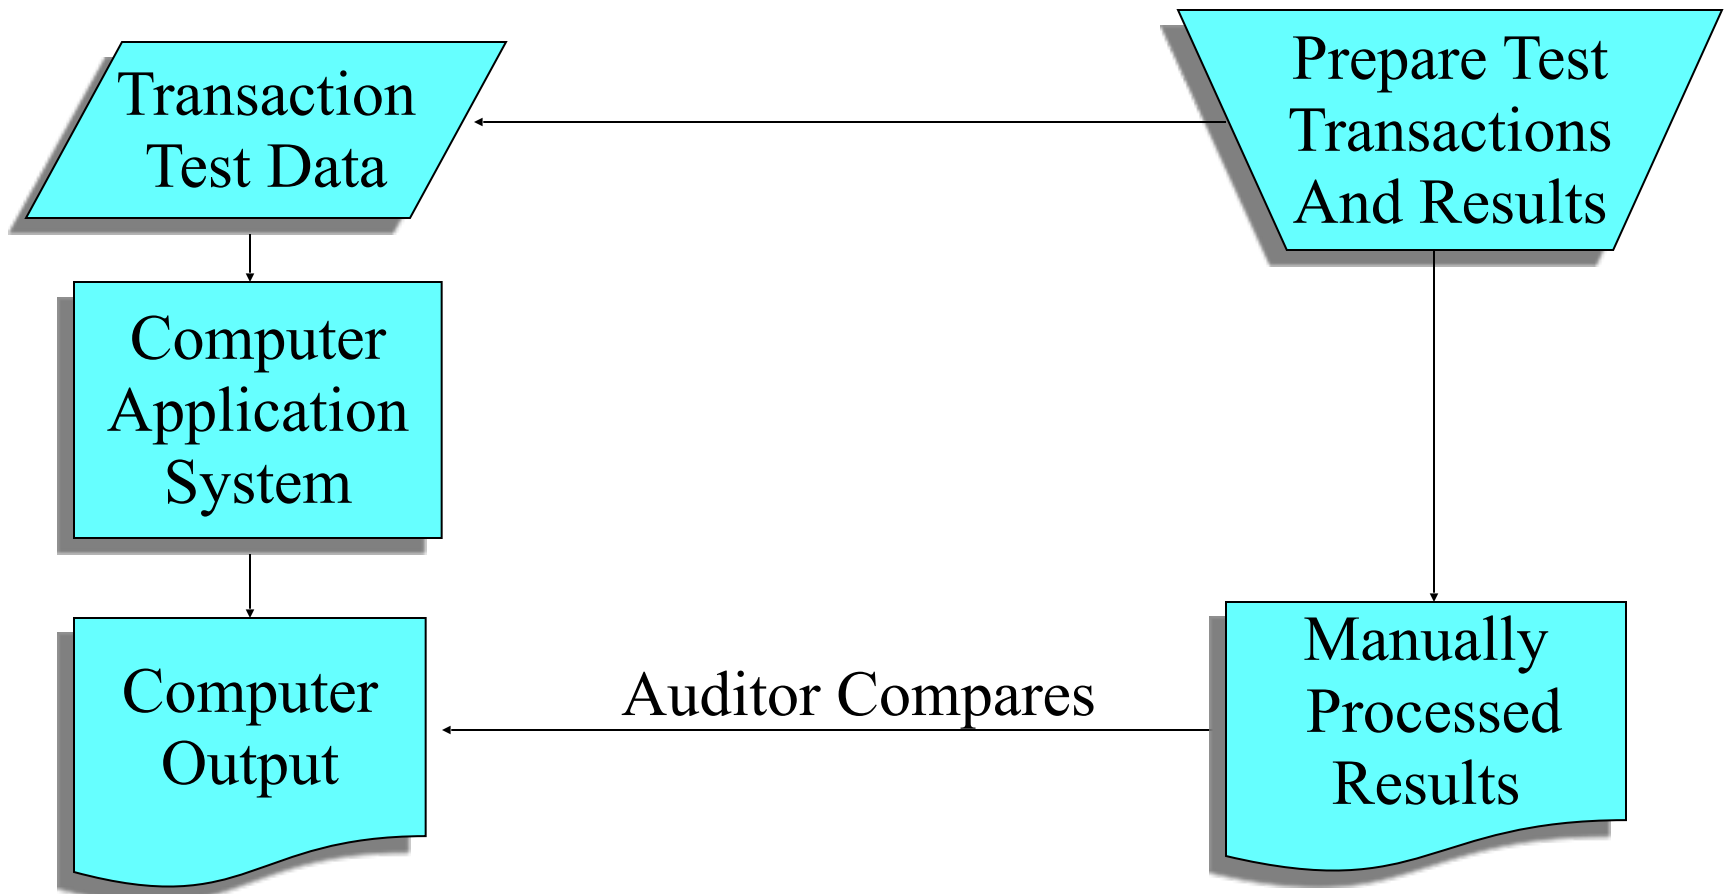 Transaction
Test Data
Prepare Test
Transactions
And Results
Computer
Application
System
Computer
Output
Auditor Compares
Manually
Processed
Results